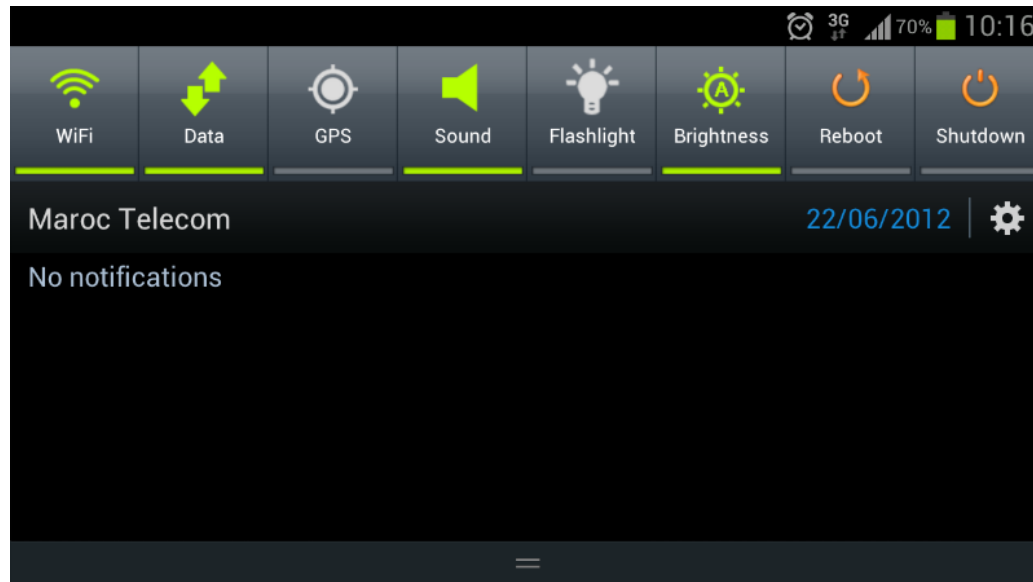 3G 70% 10:16
WiFi Data GPS Sound Flashlight A Brightness Reboot Shutdown
Maroc Telecom 22/06/2012
No notifications